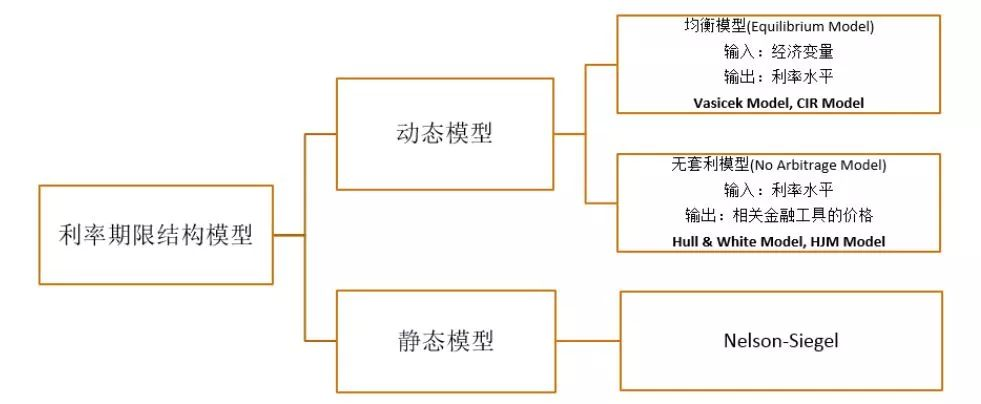 利率期限结构模型
动态模型
均衡模型(Equilibrium Model)
输入：经济变量
输出：利率水平
Vasicek Model, CIR Model
无套利模型(No Arbitrage Model)
输入：利率水平
输出：相关金融工具的价格
Hull & White Model, HJM Model
静态模型
Nelson-Siegel